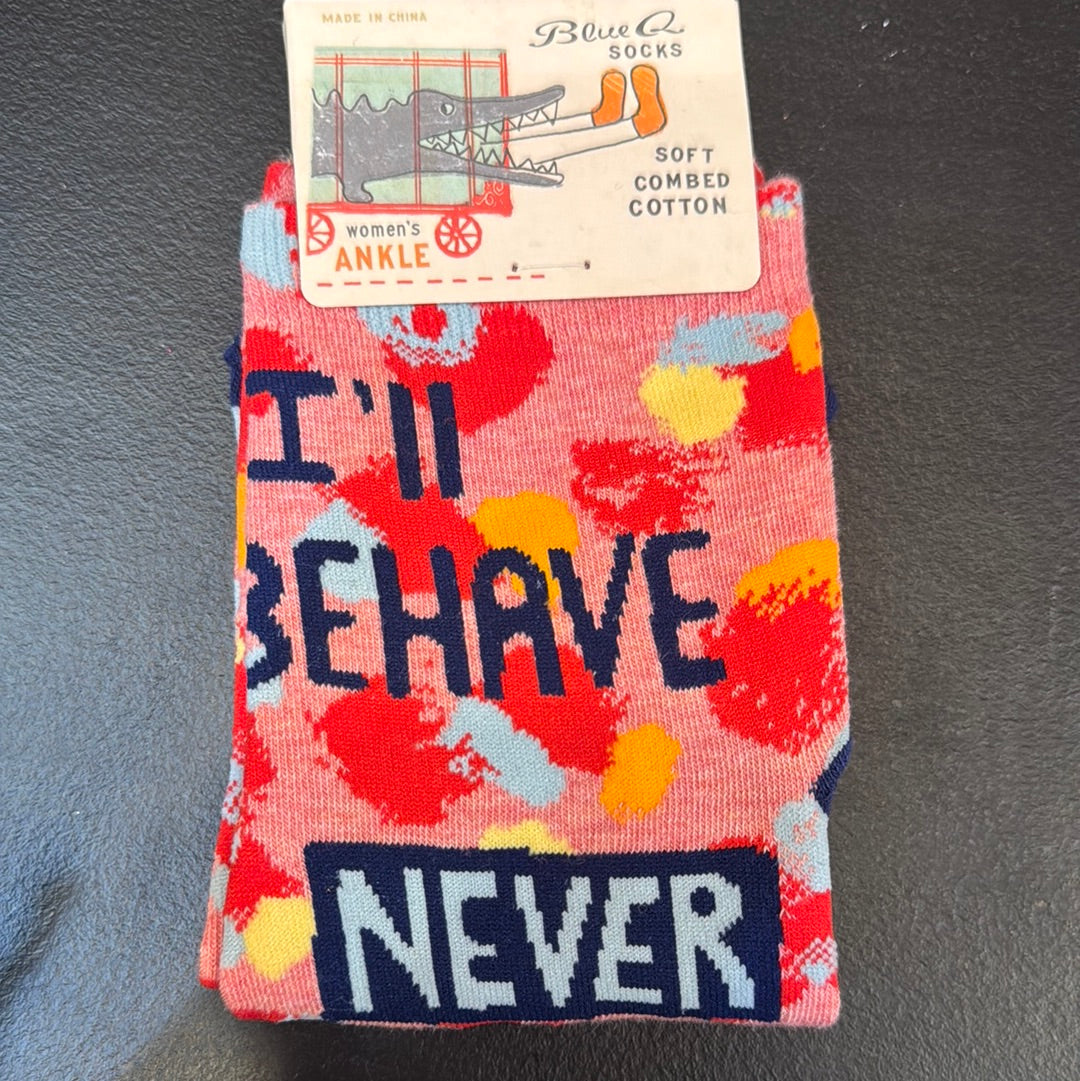 MADE IN CHINA
Blue Q
SOCKS
SOFT
COMBED
COTTON
women's
ANKLE
I'll
BEHAVE
NEVER